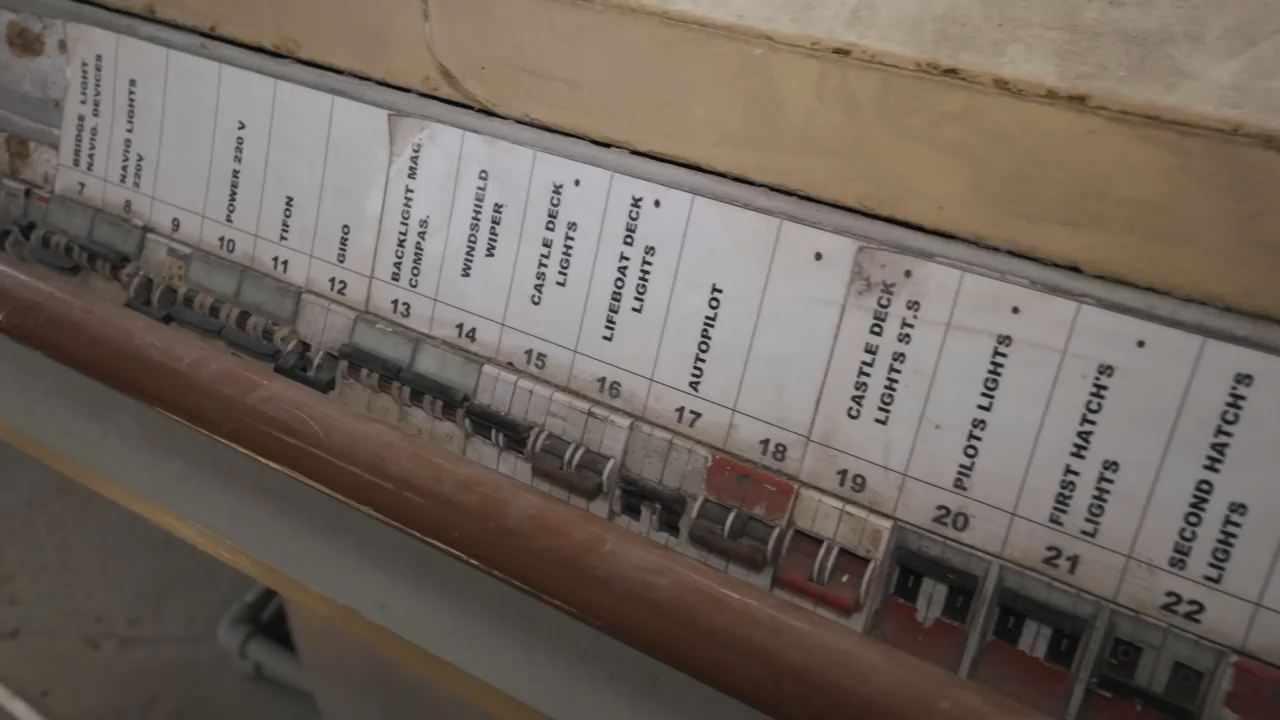 BRIDGE LIGHT
NAVIG. DEVICES
7
NAVIG LIGHTS
220V
8
9
POWER 220 V
10
TIFON
11
GIRO
12
BACKLIGHT MAG.
COMPAS.
13
WINDSHIELD
WIPER
14
CASTLE DECK
LIGHTS
15
LIFEBOAT DECK
LIGHTS
16
AUTOPILOT
17
18
CASTLE DECK
LIGHTS ST.S
19
PILOTS LIGHTS
20
FIRST HATCH'S
LIGHTS
21
SECOND HATCH'S
LIGHTS
22